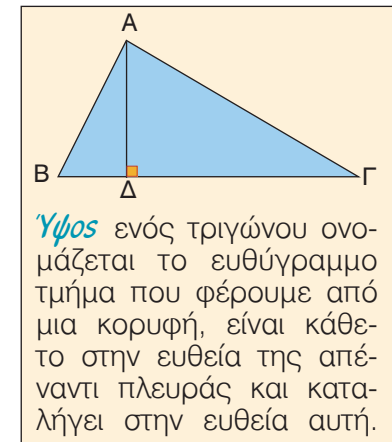 Α
Β
Δ
Γ
Ύψος ενός τριγώνου ονο-
μάζεται το ευθύγραμμο
τμήμα που φέρουμε από
μια κορυφή, είναι κάθε-
το στην ευθεία της απέ-
ναντι πλευράς και κατα-
λήγει στην ευθεία αυτή.